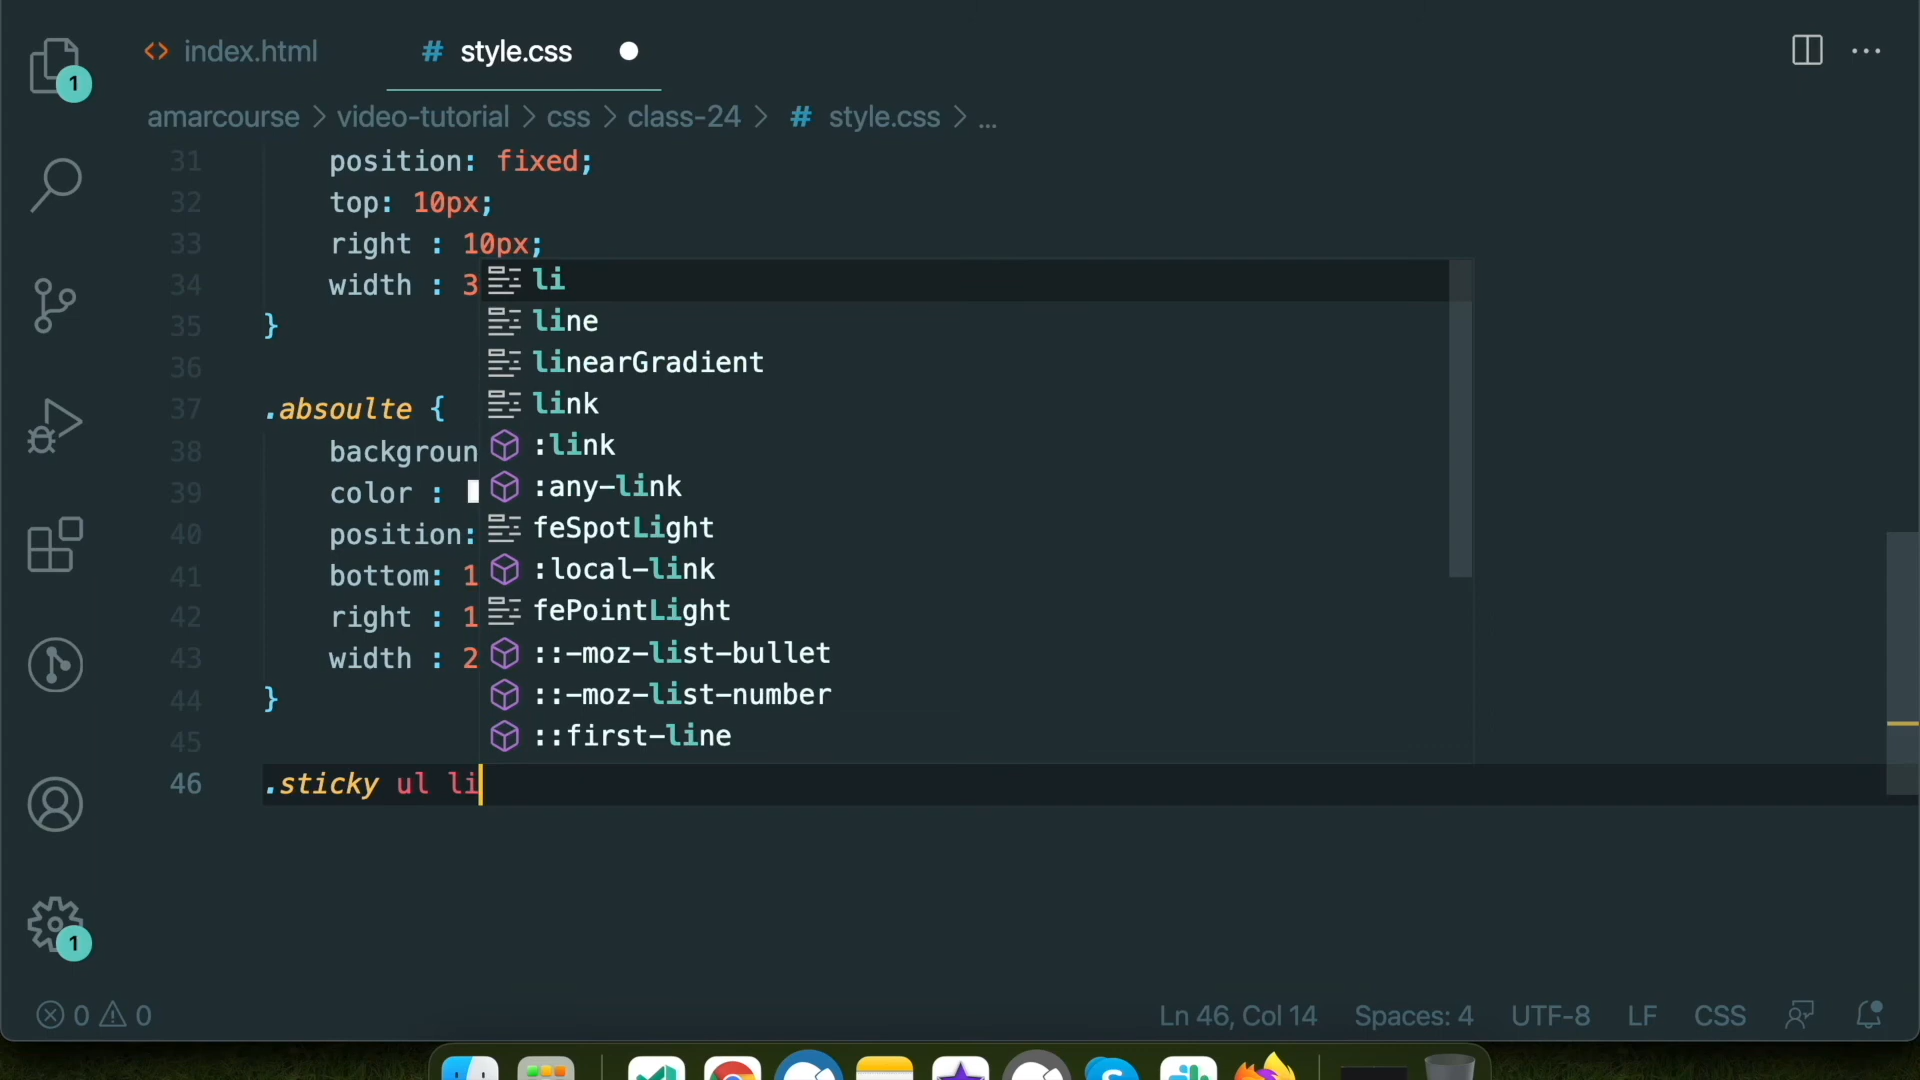 1
<> index.html
# style.css
amarcourse > video-tutorial > css > class-24 > # style.css > ...
31 position: fixed;
32 top: 10px;
33 right : 10px;
34 width : 3
35 }
36
37 .absoulte {
38 backgroun
39 color :
40 position:
41 bottom: 1
42 right : 1
43 width : 2
44 }
45
46 .sticky ul li
li
line
linearGradient
link
:link
:any-link
feSpotLight
:local-link
fePointLight
::-moz-list-bullet
::-moz-list-number
::first-line
1
0 0
Ln 46, Col 14
Spaces: 4
UTF-8
LF
CSS